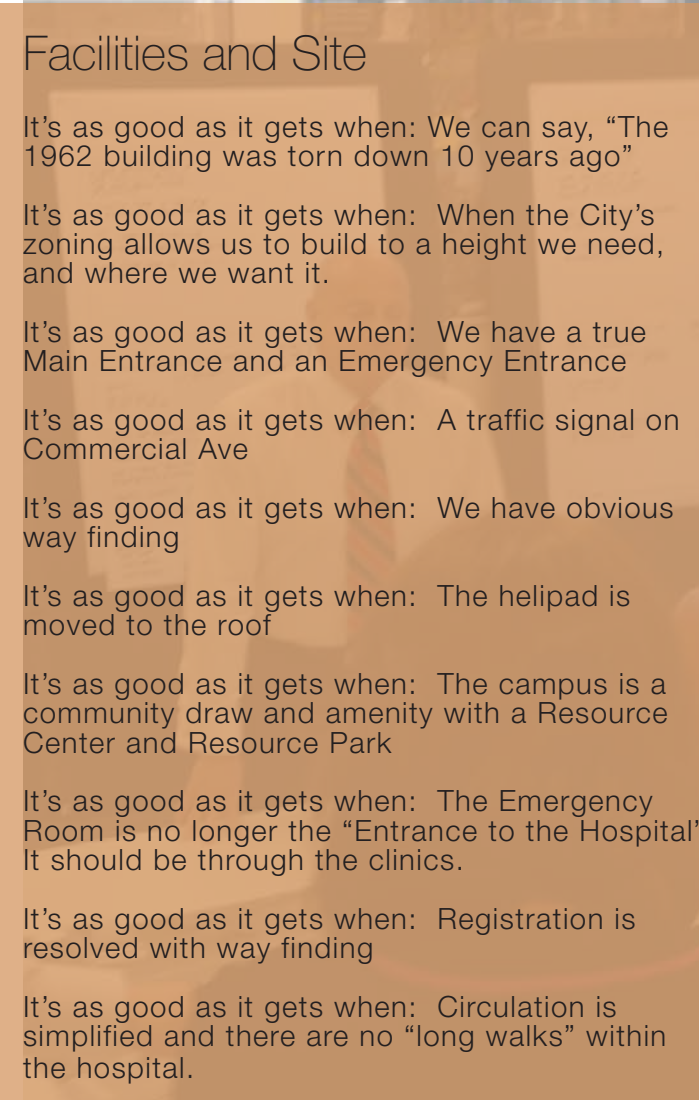 Facilities and Site
It’s as good as it gets when: We can say, “The
1962 building was torn down 10 years ago”
It’s as good as it gets when:  When the City’s
zoning allows us to build to a height we need,
and where we want it.
It’s as good as it gets when:  We have a true
Main Entrance and an Emergency Entrance
It’s as good as it gets when:  A traffic signal on
Commercial Ave
It’s as good as it gets when:  We have obvious
way finding
It’s as good as it gets when:  The helipad is
moved to the roof
It’s as good as it gets when:  The campus is a
community draw and amenity with a Resource
Center and Resource Park
It’s as good as it gets when:  The Emergency
Room is no longer the “Entrance to the Hospital”
It should be through the clinics.
It’s as good as it gets when:  Registration is
resolved with way finding
It’s as good as it gets when:  Circulation is
simplified and there are no “long walks” within
the hospital.